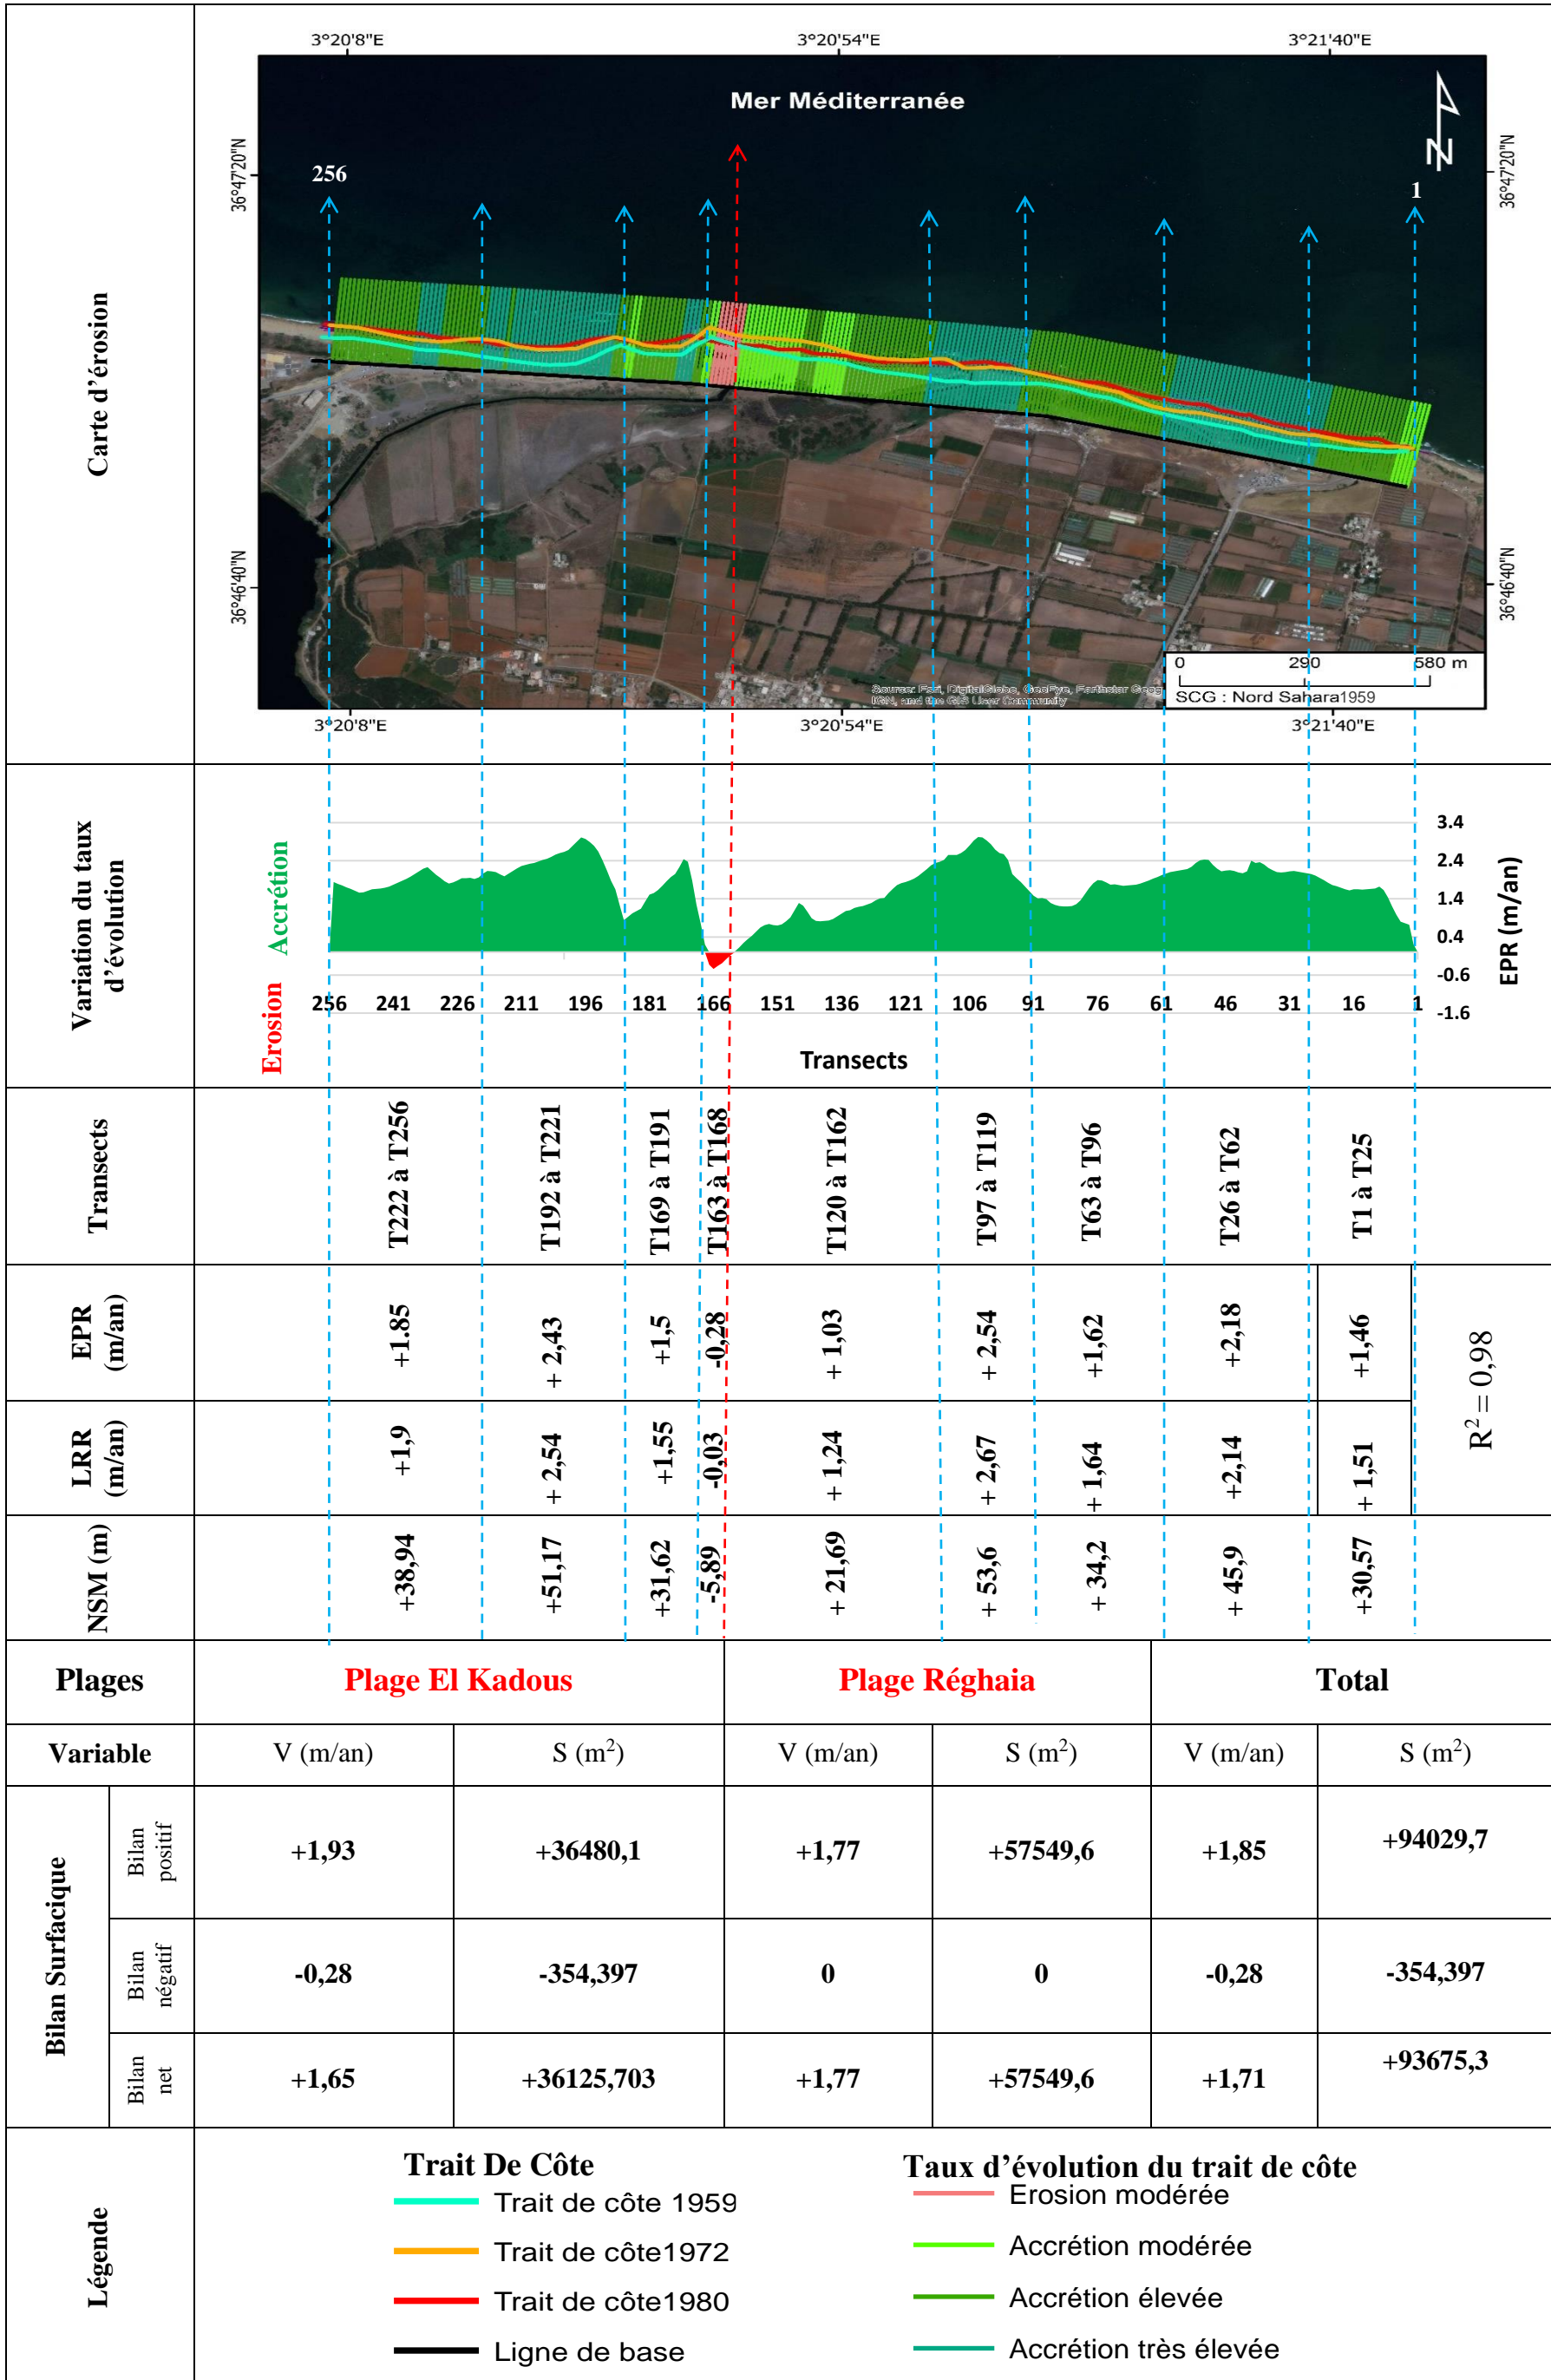 Carte d'érosion
3°20'8"E 3°20'54"E 3°21'40"E
Mer Méditerranée
N
36°47'20"N 36°47'20"N
256
1
36°46'40"N 36°46'40"N
0 290 580 m
SCG : Nord Sahara1959
Source: Esri, DigitalGlobe, GeoEye, Earthstar Geog
IGN, and the GIS User Community
3°20'8"E 3°20'54"E 3°21'40"E
Variation du taux
d'évolution
Erosion Accrétion
3.4
2.4
1.4
0.4
-0.6
-1.6
EPR (m/an)
256 241 226 211 196 181 166 151 136 121 106 91 76 61 46 31 16 1
Transects
Transects
T222 à T256
T192 à T221
T169 à T191
T163 à T168
T120 à T162
T97 à T119
T63 à T96
T26 à T62
T1 à T25
EPR
(m/an)
+1.85
+ 2,43
+1,5
-0,28
+ 1,03
+ 2,54
+1,62
+2,18
+1,46
R² = 0,98
LRR
(m/an)
+1,9
+ 2,54
+1,55
-0,03
+ 1,24
+ 2,67
+ 1,64
+2,14
+ 1,51
NSM (m)
+38,94
+51,17
+31,62
-5,89
+ 21,69
+ 53,6
+ 34,2
+ 45,9
+30,57
Plages Plage El Kadous Plage Réghaia Total
Variable V (m/an) S (m²) V (m/an) S (m²) V (m/an) S (m²)
Bilan Surfacique
Bilan
positif
+1,93 +36480,1 +1,77 +57549,6 +1,85 +94029,7
Bilan
négatif
-0,28 -354,397 0 0 -0,28 -354,397
Bilan
net
+1,65 +36125,703 +1,77 +57549,6 +1,71 +93675,3
Légende
Trait De Côte
Trait de côte 1959
Trait de côte1972
Trait de côte1980
Ligne de base
Taux d'évolution du trait de côte
Erosion modérée
Accrétion modérée
Accrétion élevée
Accrétion très élevée